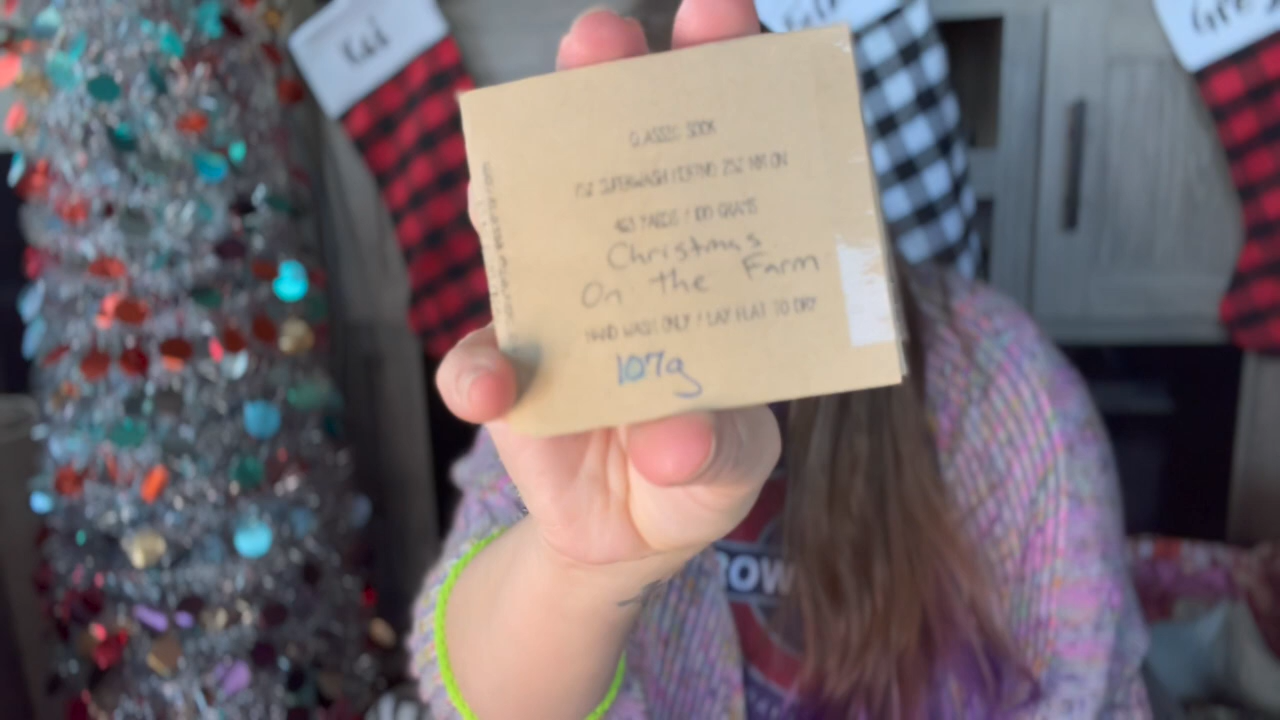 CLASSIC SOCK
75% SUPERWASH MERINO 25% NYLON
463 YARDS / 100 GRAMS
Christmas
On the Farm
HAND WASH ONLY / LAY FLAT TO DRY
107g
ROW